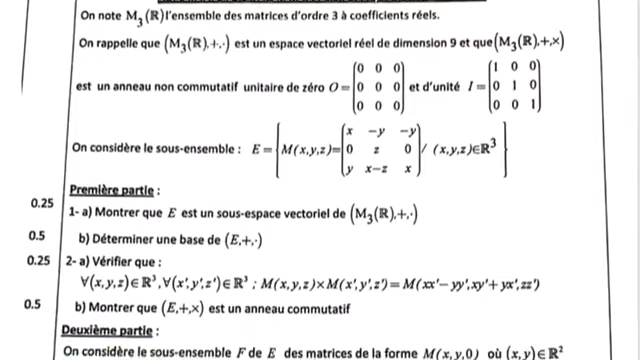 On note M₃(ℝ) l'ensemble des matrices d'ordre 3 à coefficients réels.
On rappelle que (M₃(ℝ),+,·) est un espace vectoriel réel de dimension 9 et que (M₃(ℝ),+,×)
est un anneau non commutatif unitaire de zéro O = (0 0 0 / 0 0 0 / 0 0 0) et d'unité I = (1 0 0 / 0 1 0 / 0 0 1)
On considère le sous-ensemble : E = { M(x,y,z) = (x -y -y / 0 z 0 / y x-z x) / (x,y,z)∈ℝ³ }
Première partie :
0.25 1- a) Montrer que E est un sous-espace vectoriel de (M₃(ℝ),+,·)
0.5 b) Déterminer une base de (E,+,·)
0.25 2- a) Vérifier que :
∀(x,y,z)∈ℝ³, ∀(x',y',z')∈ℝ³ ; M(x,y,z)×M(x',y',z') = M(xx'-yy', xy'+yx', zz')
0.5 b) Montrer que (E,+,×) est un anneau commutatif
Deuxième partie :
On considère le sous-ensemble F de E des matrices de la forme M(x,y,0) où (x,y)∈ℝ²